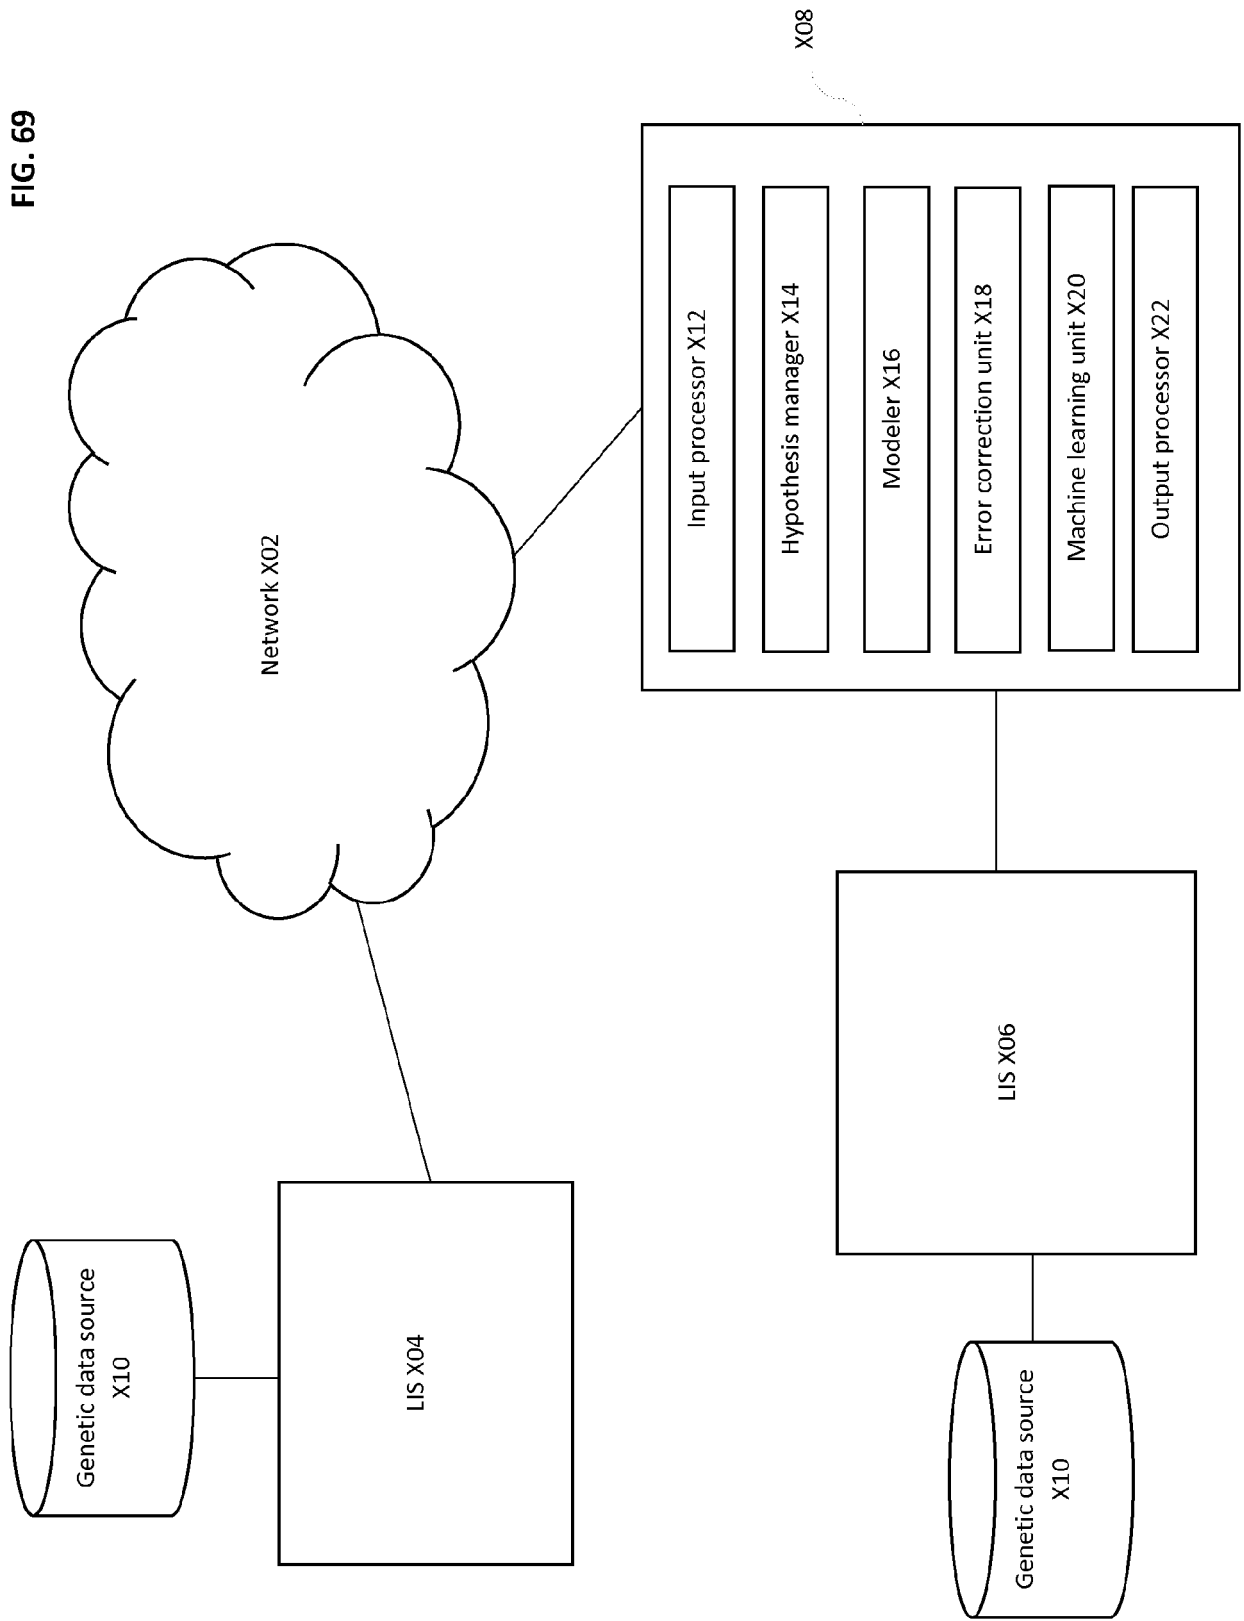 FIG. 69
Genetic data source
X10
LIS X04
Network X02
X08
Input processor X12
Hypothesis manager X14
Modeler X16
Error correction unit X18
Machine learning unit X20
Output processor X22
LIS X06
Genetic data source
X10